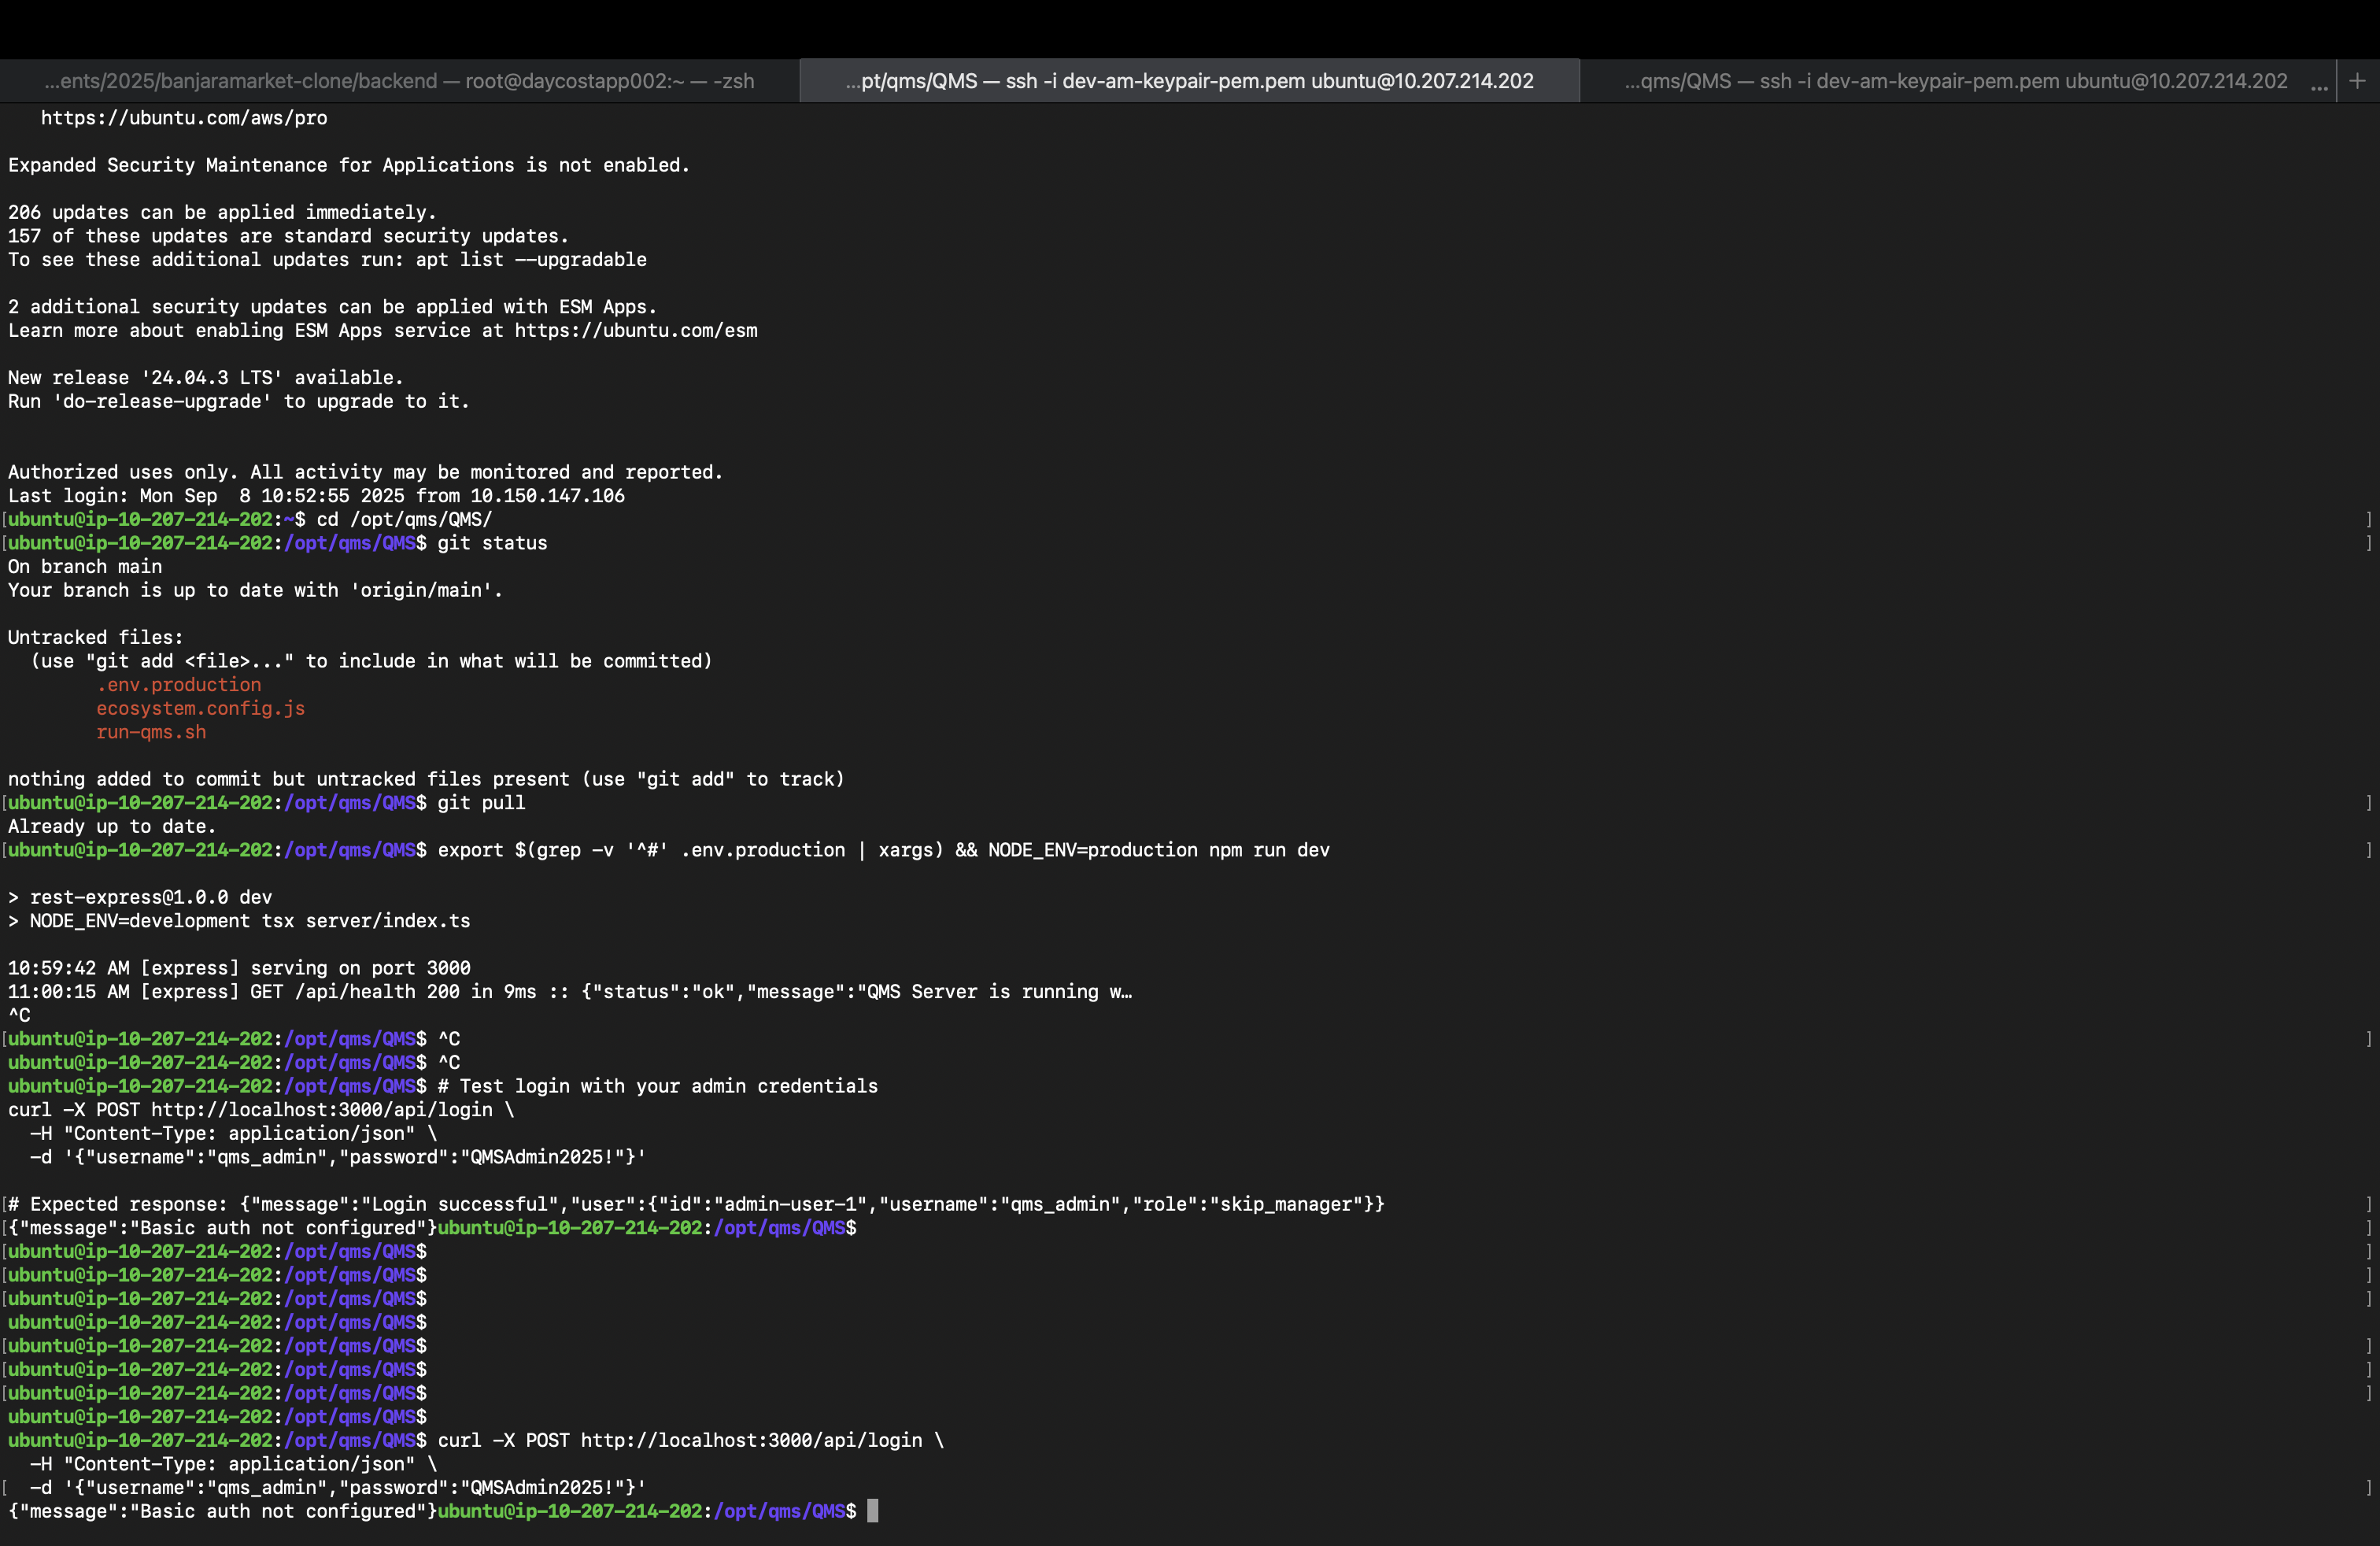 ...ents/2025/banjaramarket-clone/backend — root@daycostapp002:~ — -zsh
...pt/qms/QMS — ssh -i dev-am-keypair-pem.pem ubuntu@10.207.214.202
...qms/QMS — ssh -i dev-am-keypair-pem.pem ubuntu@10.207.214.202
... +
   https://ubuntu.com/aws/pro

Expanded Security Maintenance for Applications is not enabled.

206 updates can be applied immediately.
157 of these updates are standard security updates.
To see these additional updates run: apt list --upgradable

2 additional security updates can be applied with ESM Apps.
Learn more about enabling ESM Apps service at https://ubuntu.com/esm

New release '24.04.3 LTS' available.
Run 'do-release-upgrade' to upgrade to it.


Authorized uses only. All activity may be monitored and reported.
Last login: Mon Sep  8 10:52:55 2025 from 10.150.147.106
[ubuntu@ip-10-207-214-202:~$ cd /opt/qms/QMS/ ]
[ubuntu@ip-10-207-214-202:/opt/qms/QMS$ git status ]
On branch main
Your branch is up to date with 'origin/main'.

Untracked files:
  (use "git add <file>..." to include in what will be committed)
        .env.production
        ecosystem.config.js
        run-qms.sh

nothing added to commit but untracked files present (use "git add" to track)
[ubuntu@ip-10-207-214-202:/opt/qms/QMS$ git pull ]
Already up to date.
[ubuntu@ip-10-207-214-202:/opt/qms/QMS$ export $(grep -v '^#' .env.production | xargs) && NODE_ENV=production npm run dev ]

> rest-express@1.0.0 dev
> NODE_ENV=development tsx server/index.ts

10:59:42 AM [express] serving on port 3000
11:00:15 AM [express] GET /api/health 200 in 9ms :: {"status":"ok","message":"QMS Server is running w…
^C
[ubuntu@ip-10-207-214-202:/opt/qms/QMS$ ^C ]
ubuntu@ip-10-207-214-202:/opt/qms/QMS$ ^C
ubuntu@ip-10-207-214-202:/opt/qms/QMS$ # Test login with your admin credentials
curl -X POST http://localhost:3000/api/login \
  -H "Content-Type: application/json" \
  -d '{"username":"qms_admin","password":"QMSAdmin2025!"}'

[# Expected response: {"message":"Login successful","user":{"id":"admin-user-1","username":"qms_admin","role":"skip_manager"}} ]
[{"message":"Basic auth not configured"}ubuntu@ip-10-207-214-202:/opt/qms/QMS$ ]
[ubuntu@ip-10-207-214-202:/opt/qms/QMS$ ]
[ubuntu@ip-10-207-214-202:/opt/qms/QMS$ ]
[ubuntu@ip-10-207-214-202:/opt/qms/QMS$ ]
ubuntu@ip-10-207-214-202:/opt/qms/QMS$
[ubuntu@ip-10-207-214-202:/opt/qms/QMS$ ]
[ubuntu@ip-10-207-214-202:/opt/qms/QMS$ ]
[ubuntu@ip-10-207-214-202:/opt/qms/QMS$ ]
ubuntu@ip-10-207-214-202:/opt/qms/QMS$
ubuntu@ip-10-207-214-202:/opt/qms/QMS$ curl -X POST http://localhost:3000/api/login \
  -H "Content-Type: application/json" \
[  -d '{"username":"qms_admin","password":"QMSAdmin2025!"}' ]
{"message":"Basic auth not configured"}ubuntu@ip-10-207-214-202:/opt/qms/QMS$